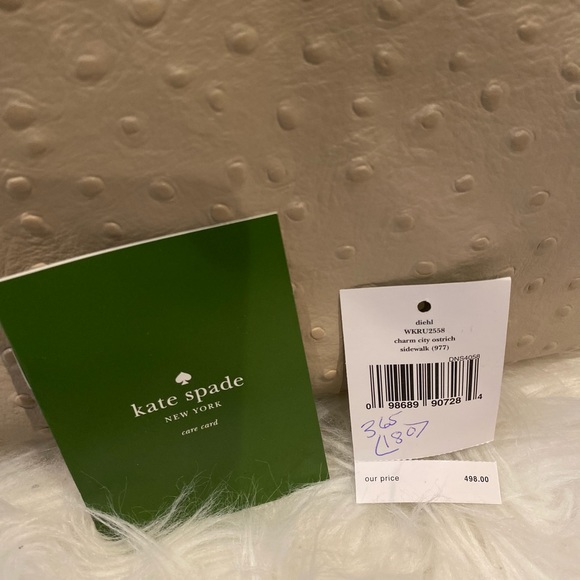 kate spade
NEW YORK
care card
diehl
WKRU2558
charm city ostrich
sidewalk (977)
DNS4058
0 98689 90728 4
365
our price 498.00